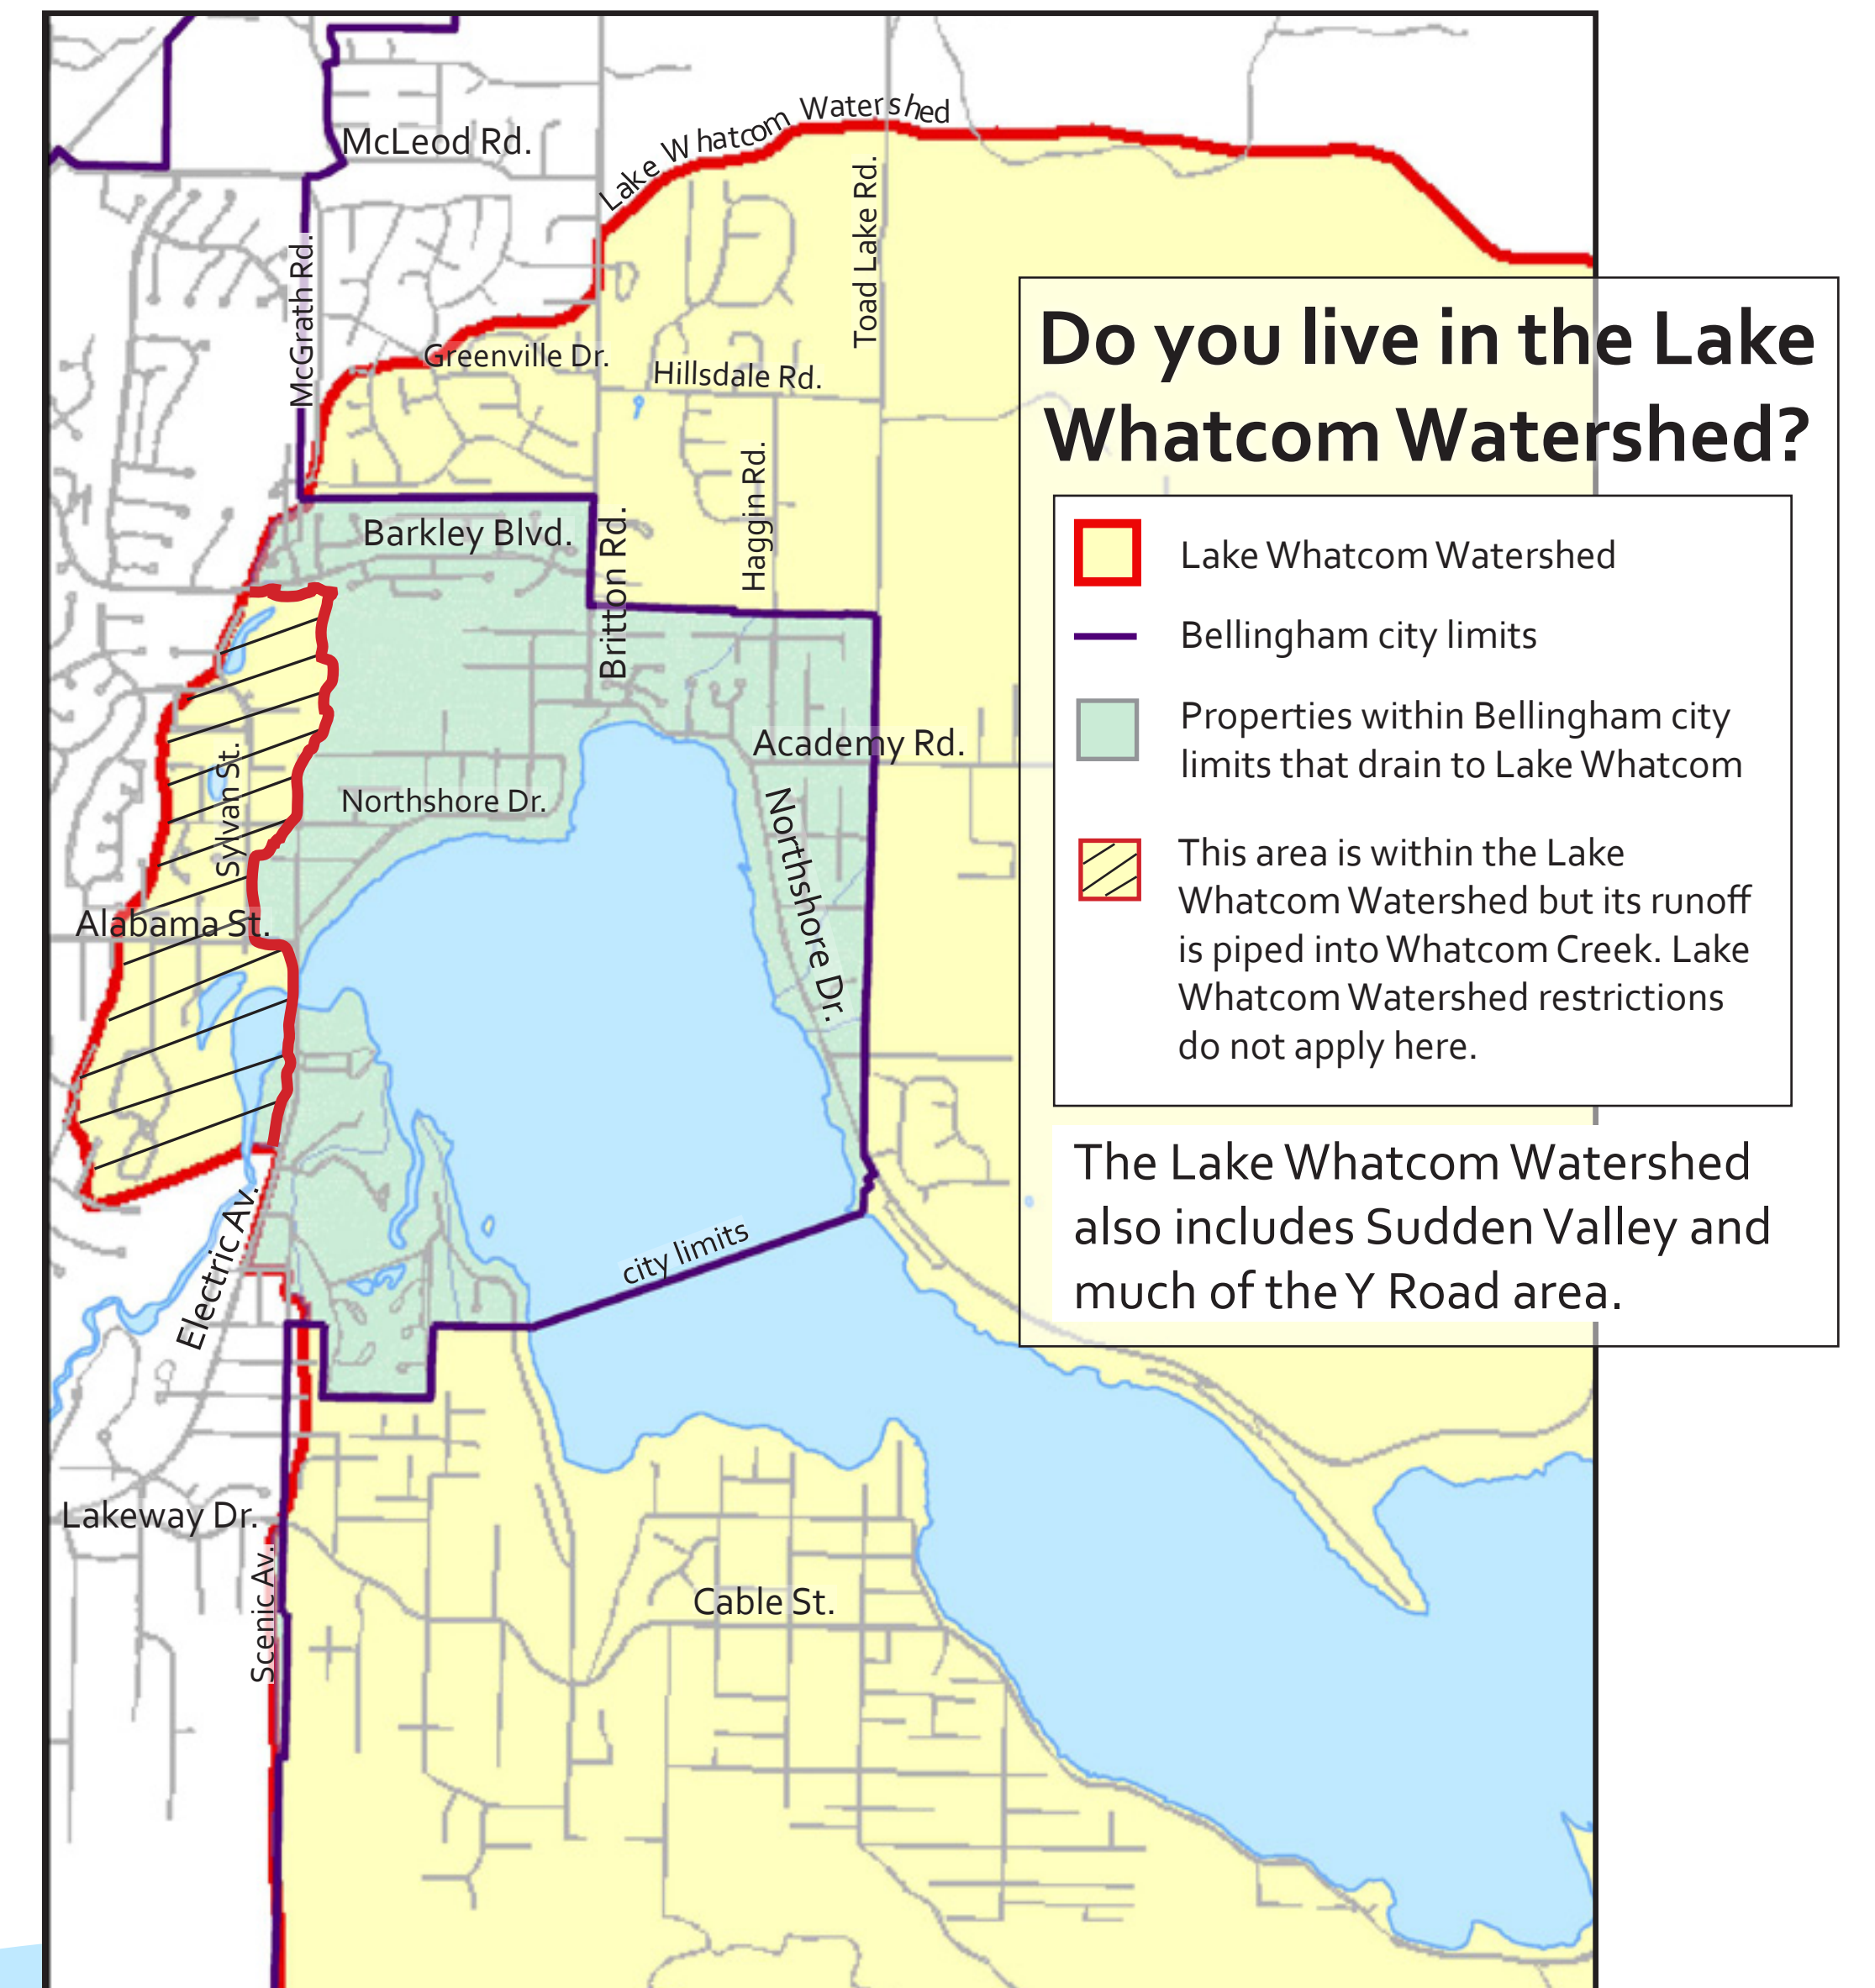 Lake Whatcom Watershed
McLeod Rd.
McGrath Rd.
Toad Lake Rd.
Greenville Dr.
Hillsdale Rd.
Haggin Rd.
Barkley Blvd.
Britton Rd.
Academy Rd.
Sylvan St.
Northshore Dr.
Northshore Dr.
Alabama St.
Electric Av.
city limits
Lakeway Dr.
Scenic Av.
Cable St.
Do you live in the Lake
Whatcom Watershed?
Lake Whatcom Watershed
Bellingham city limits
Properties within Bellingham city
limits that drain to Lake Whatcom
This area is within the Lake
Whatcom Watershed but its runoff
is piped into Whatcom Creek. Lake
Whatcom Watershed restrictions
do not apply here.
The Lake Whatcom Watershed
also includes Sudden Valley and
much of the Y Road area.